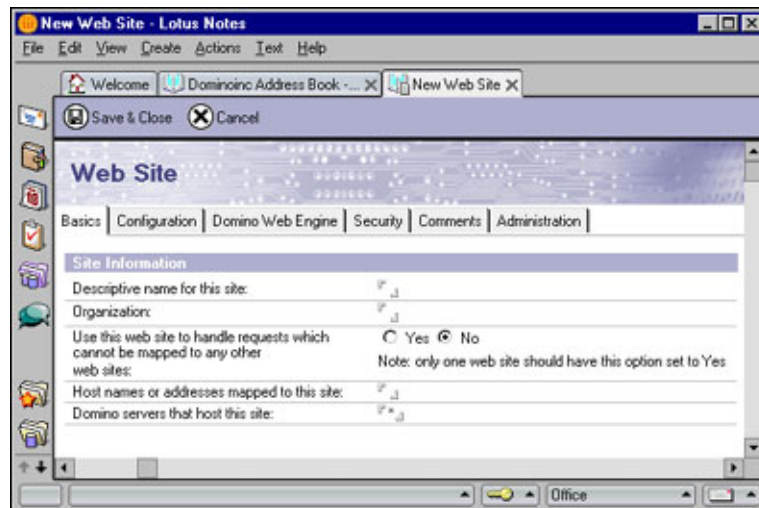 New Web Site - Lotus Notes
File Edit View Create Actions Text Help
Welcome Dominoinc Address Book -... New Web Site
Save & Close Cancel
Web Site
Basics Configuration Domino Web Engine Security Comments Administration
Site Information
Descriptive name for this site:
Organization:
Use this web site to handle requests which
cannot be mapped to any other
web sites:
Yes No
Note: only one web site should have this option set to Yes
Host names or addresses mapped to this site:
Domino servers that host this site: *
Office